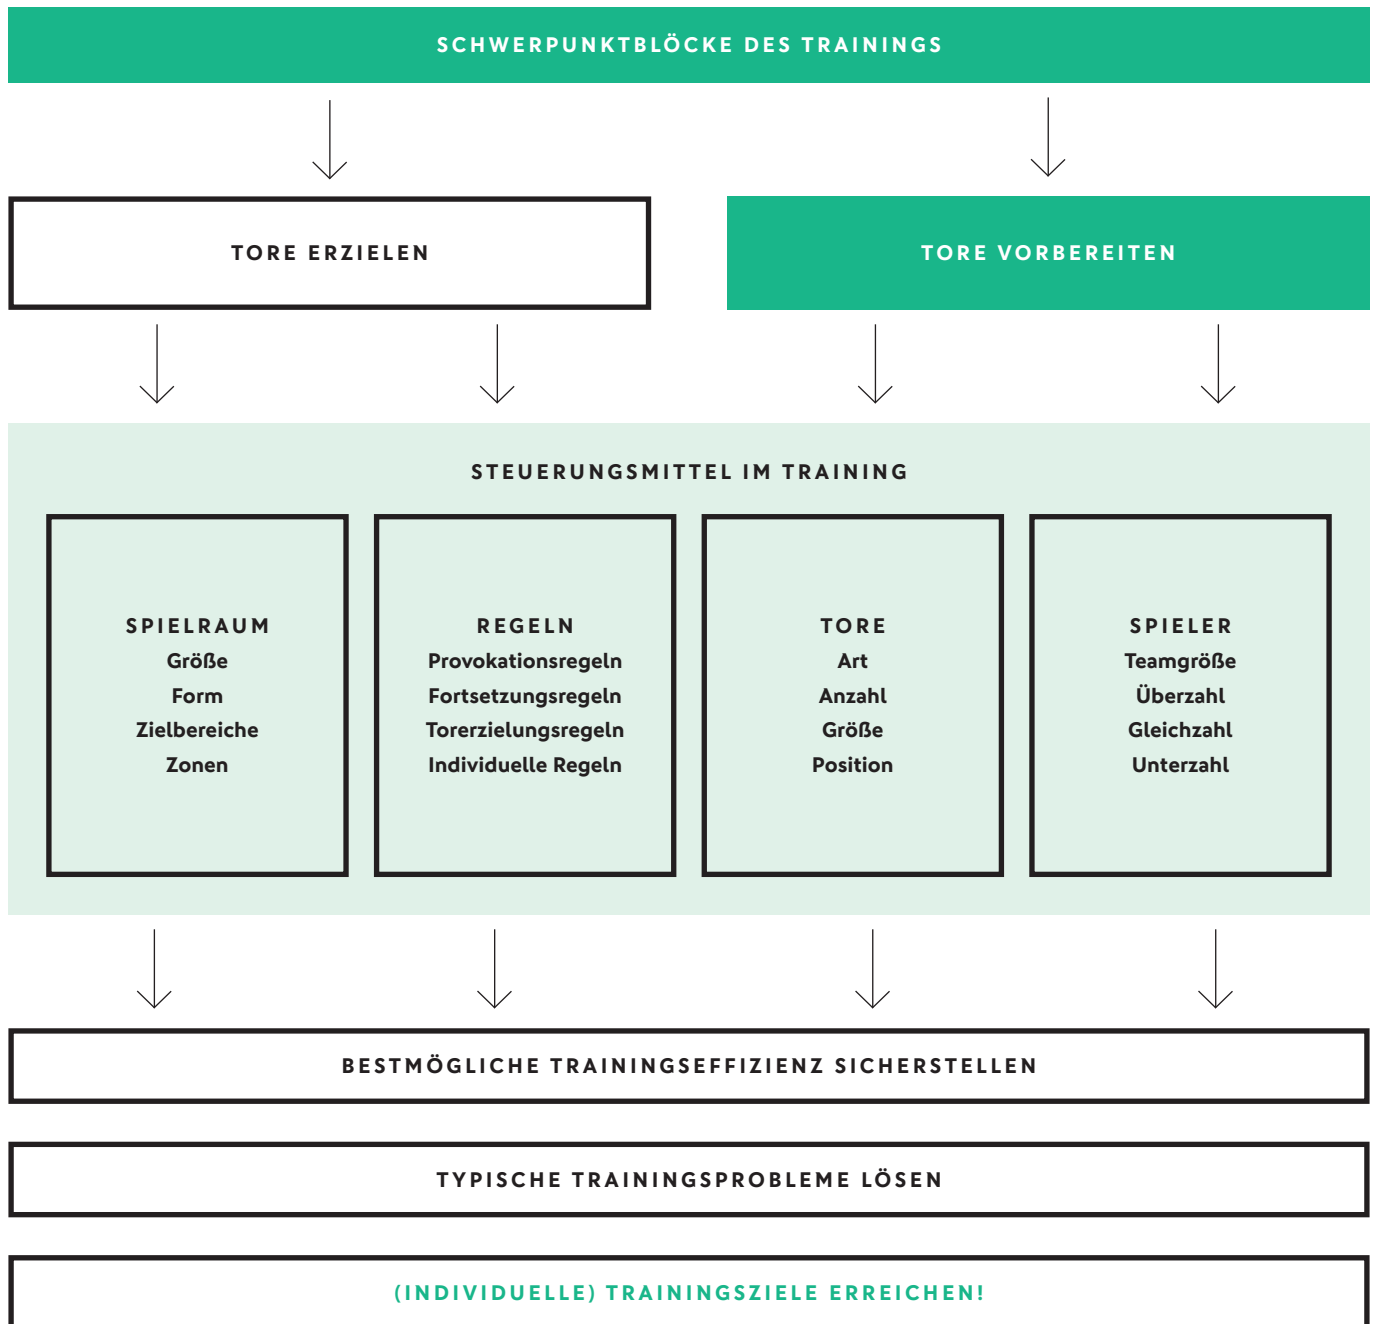 SCHWERPUNKTBLÖCKE DES TRAININGS
TORE ERZIELEN
TORE VORBEREITEN
STEUERUNGSMITTEL IM TRAINING
SPIELRAUM
Größe
Form
Zielbereiche
Zonen
REGELN
Provokationsregeln
Fortsetzungsregeln
Torerzielungsregeln
Individuelle Regeln
TORE
Art
Anzahl
Größe
Position
SPIELER
Teamgröße
Überzahl
Gleichzahl
Unterzahl
BESTMÖGLICHE TRAININGSEFFIZIENZ SICHERSTELLEN
TYPISCHE TRAININGSPROBLEME LÖSEN
(INDIVIDUELLE) TRAININGSZIELE ERREICHEN!